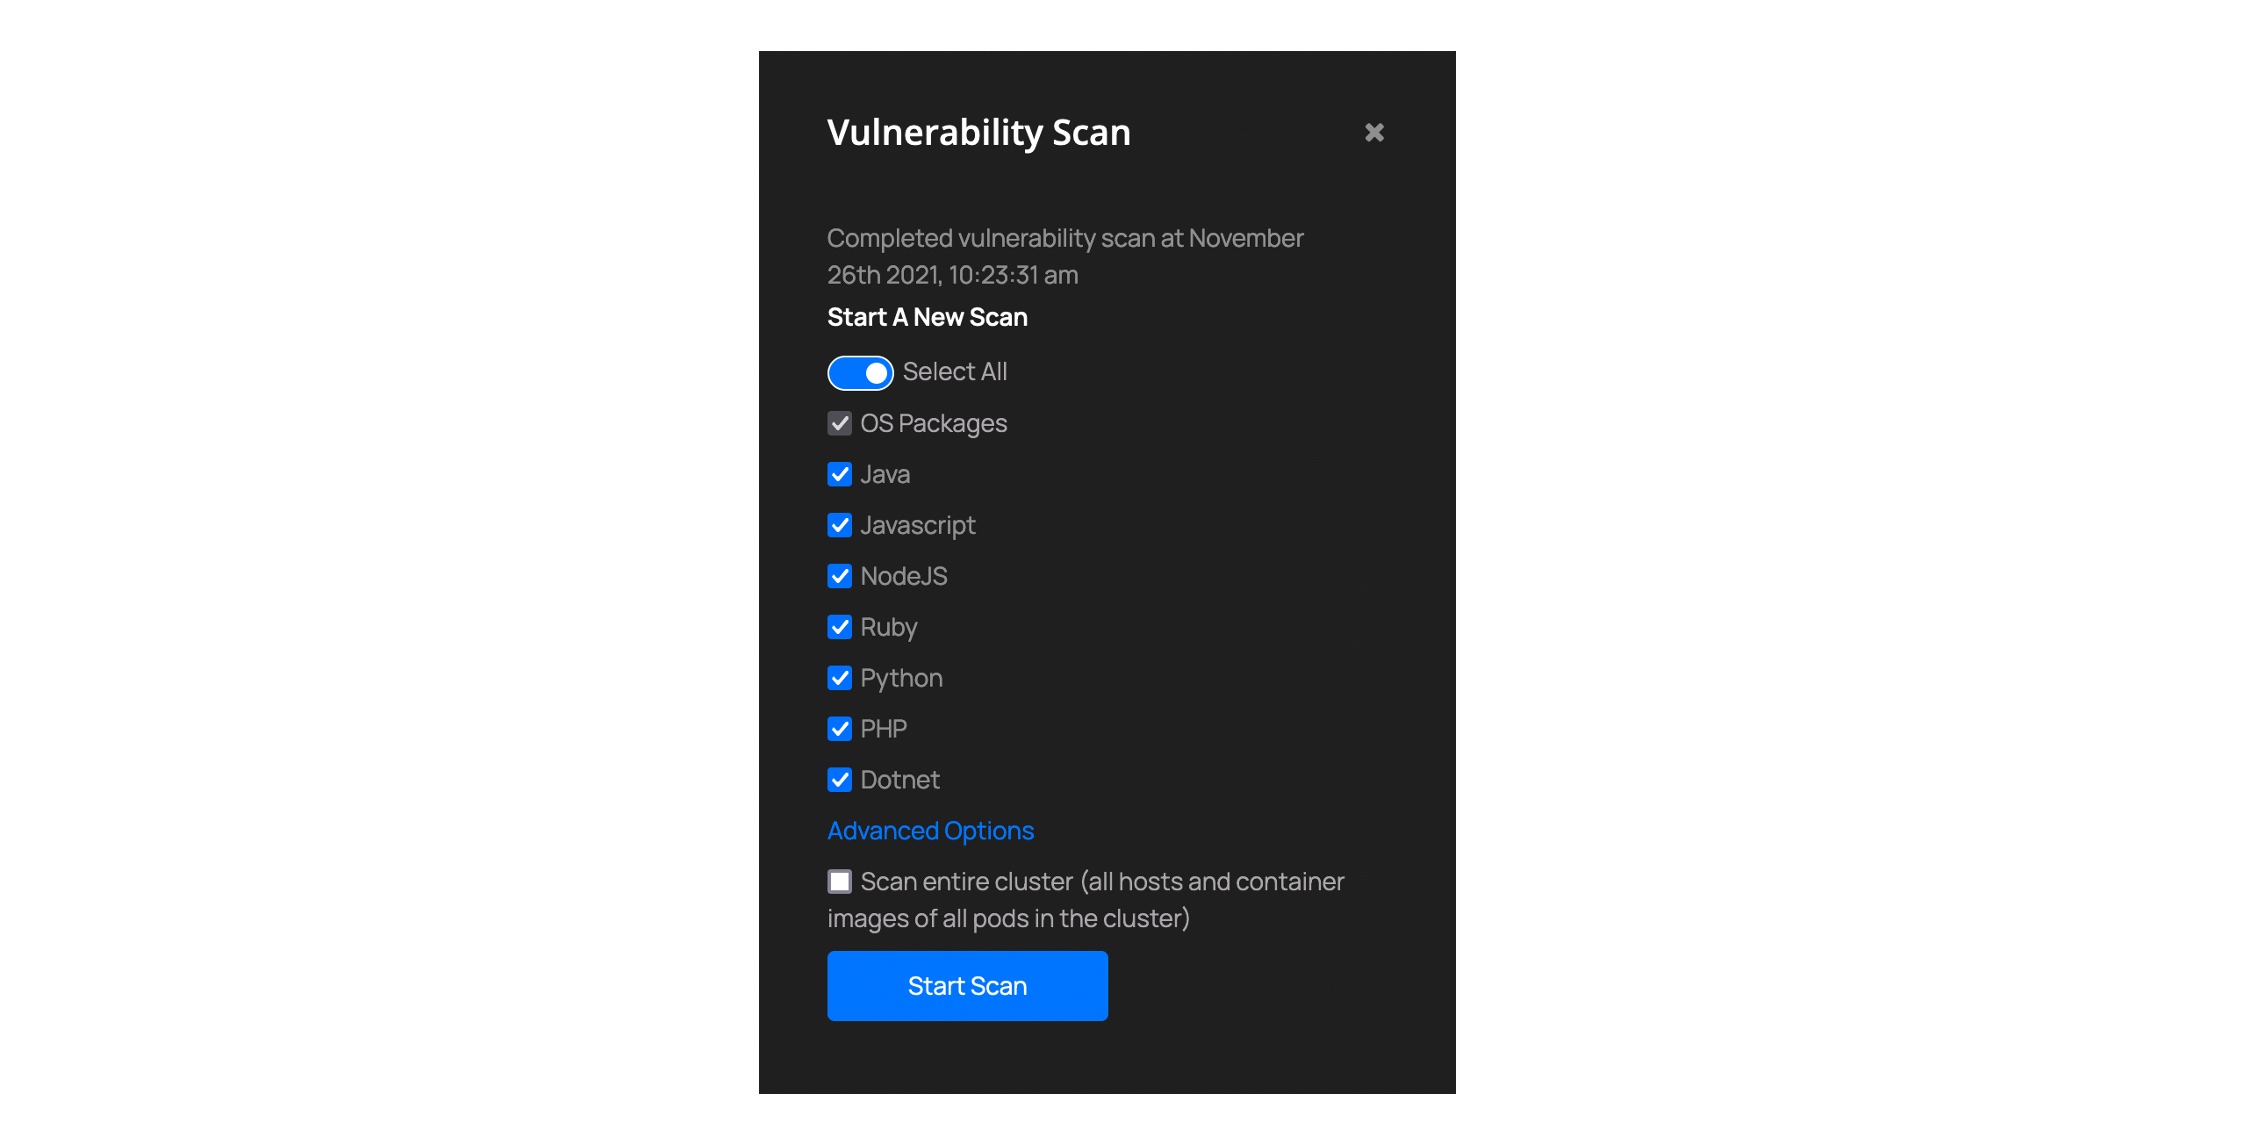 Vulnerability Scan
Completed vulnerability scan at November
26th 2021, 10:23:31 am
Start A New Scan
Select All
OS Packages
Java
Javascript
NodeJS
Ruby
Python
PHP
Dotnet
Advanced Options
Scan entire cluster (all hosts and container
images of all pods in the cluster)
Start Scan